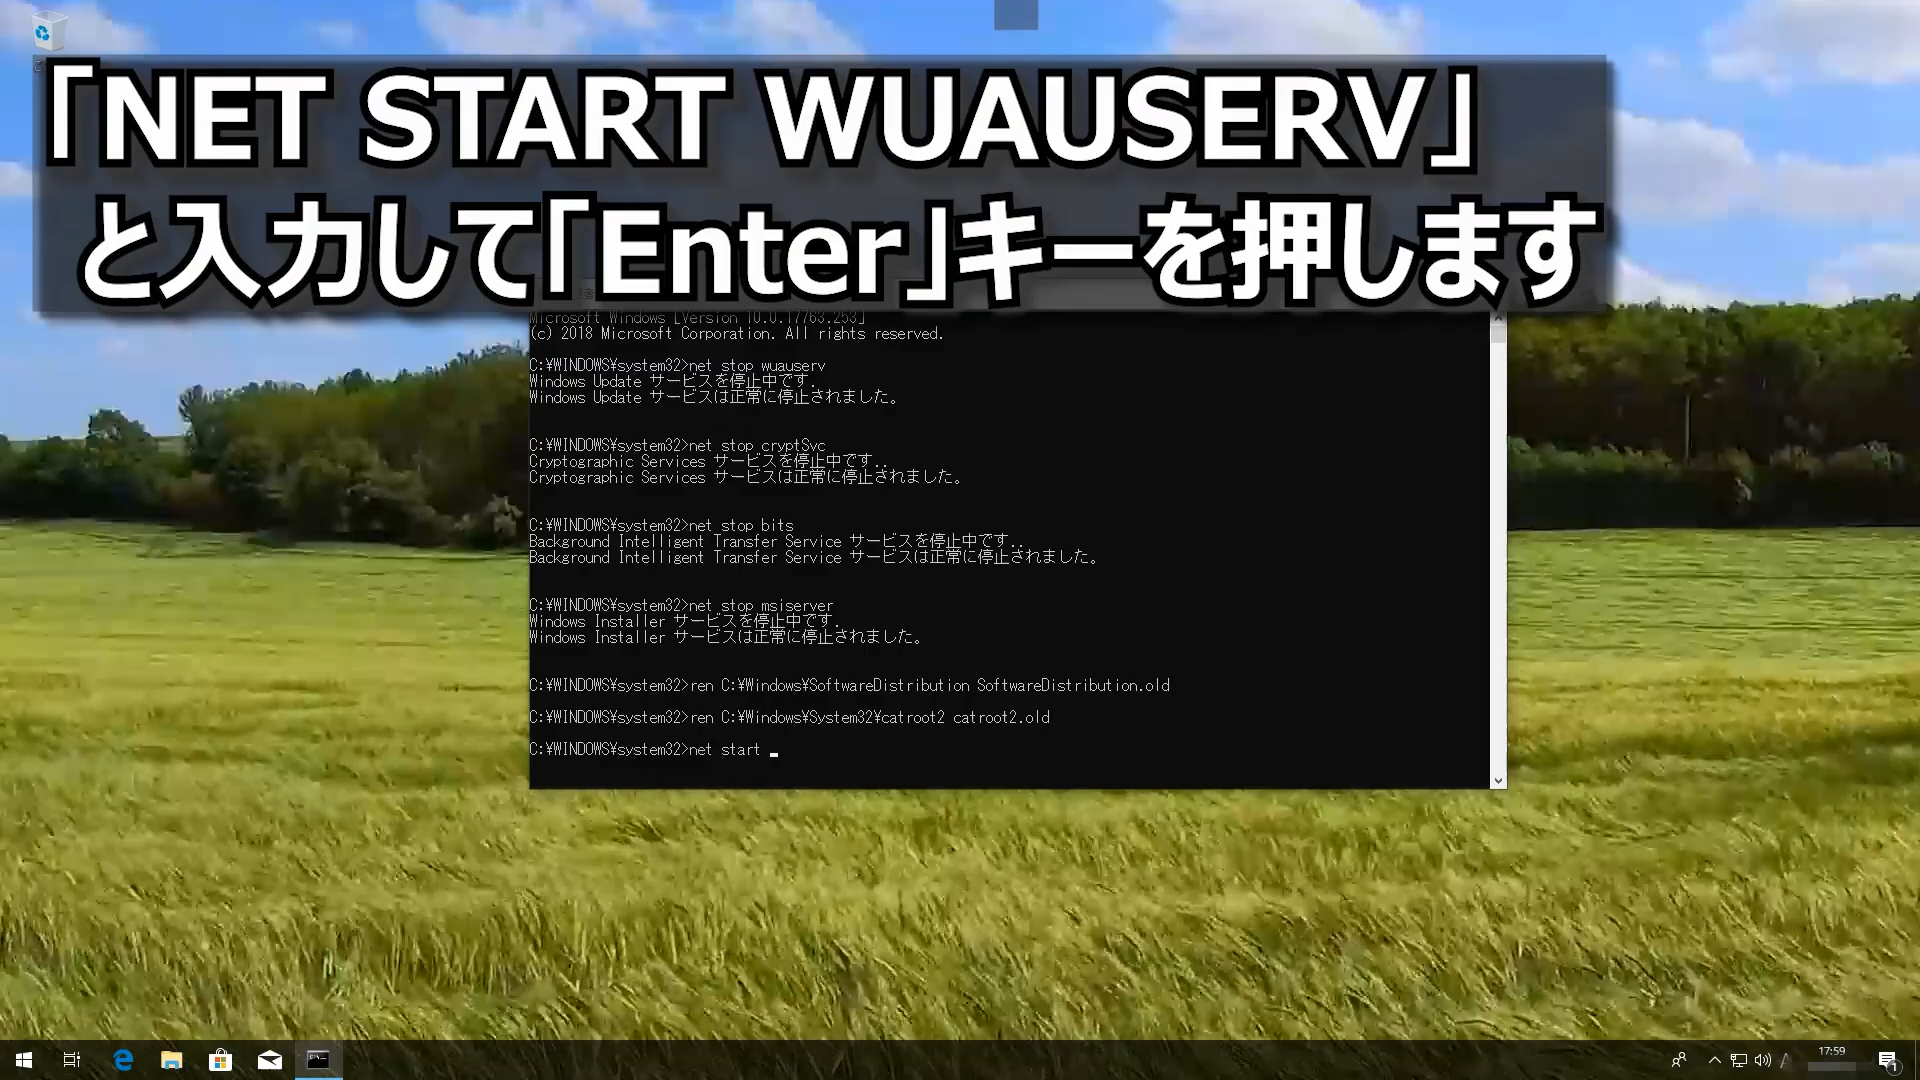 「NET START WUAUSERV」
と入力して「Enter」キーを押します
Microsoft Windows [Version 10.0.17763.253]
(c) 2018 Microsoft Corporation. All rights reserved.
C:¥WINDOWS¥system32>net stop wuauserv
Windows Update サービスを停止中です.
Windows Update サービスは正常に停止されました。
C:¥WINDOWS¥system32>net stop cryptSvc
Cryptographic Services サービスを停止中です..
Cryptographic Services サービスは正常に停止されました。
C:¥WINDOWS¥system32>net stop bits
Background Intelligent Transfer Service サービスを停止中です..
Background Intelligent Transfer Service サービスは正常に停止されました。
C:¥WINDOWS¥system32>net stop msiserver
Windows Installer サービスを停止中です.
Windows Installer サービスは正常に停止されました。
C:¥WINDOWS¥system32>ren C:¥Windows¥SoftwareDistribution SoftwareDistribution.old
C:¥WINDOWS¥system32>ren C:¥Windows¥System32¥catroot2 catroot2.old
C:¥WINDOWS¥system32>net start _
A
17:59
1